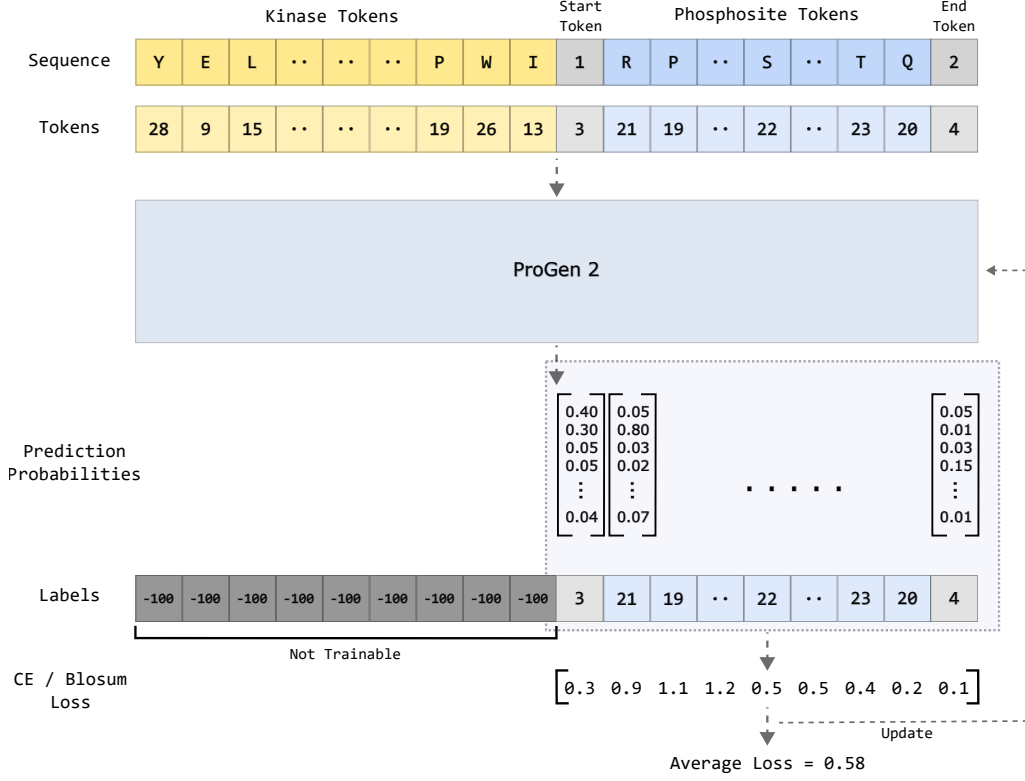 Kinase Tokens
Start
Token
Phosphosite Tokens
End
Token
Sequence
Y E L ·· ·· ·· P W I 1 R P ·· S ·· T Q 2
Tokens
28 9 15 ·· ·· ·· 19 26 13 3 21 19 ·· 22 ·· 23 20 4
ProGen 2
Prediction
Probabilities
0.40 0.05 0.05
0.30 0.80 0.01
0.05 0.03 0.03
0.05 0.02 0.15
⋮ ⋮ · · · · · ⋮
0.04 0.07 0.01
Labels
-100 -100 -100 -100 -100 -100 -100 -100 -100 3 21 19 ·· 22 ·· 23 20 4
Not Trainable
CE / Blosum
Loss
[0.3 0.9 1.1 1.2 0.5 0.5 0.4 0.2 0.1]
Update
Average Loss = 0.58